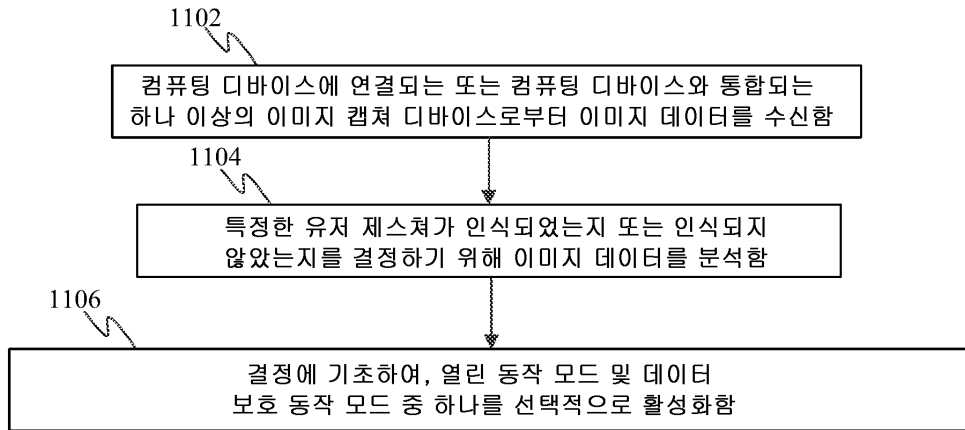 1102
컴퓨팅 디바이스에 연결되는 또는 컴퓨팅 디바이스와 통합되는
하나 이상의 이미지 캡쳐 디바이스로부터 이미지 데이터를 수신함
1104
특정한 유저 제스쳐가 인식되었는지 또는 인식되지
않았는지를 결정하기 위해 이미지 데이터를 분석함
1106
결정에 기초하여, 열린 동작 모드 및 데이터
보호 동작 모드 중 하나를 선택적으로 활성화함